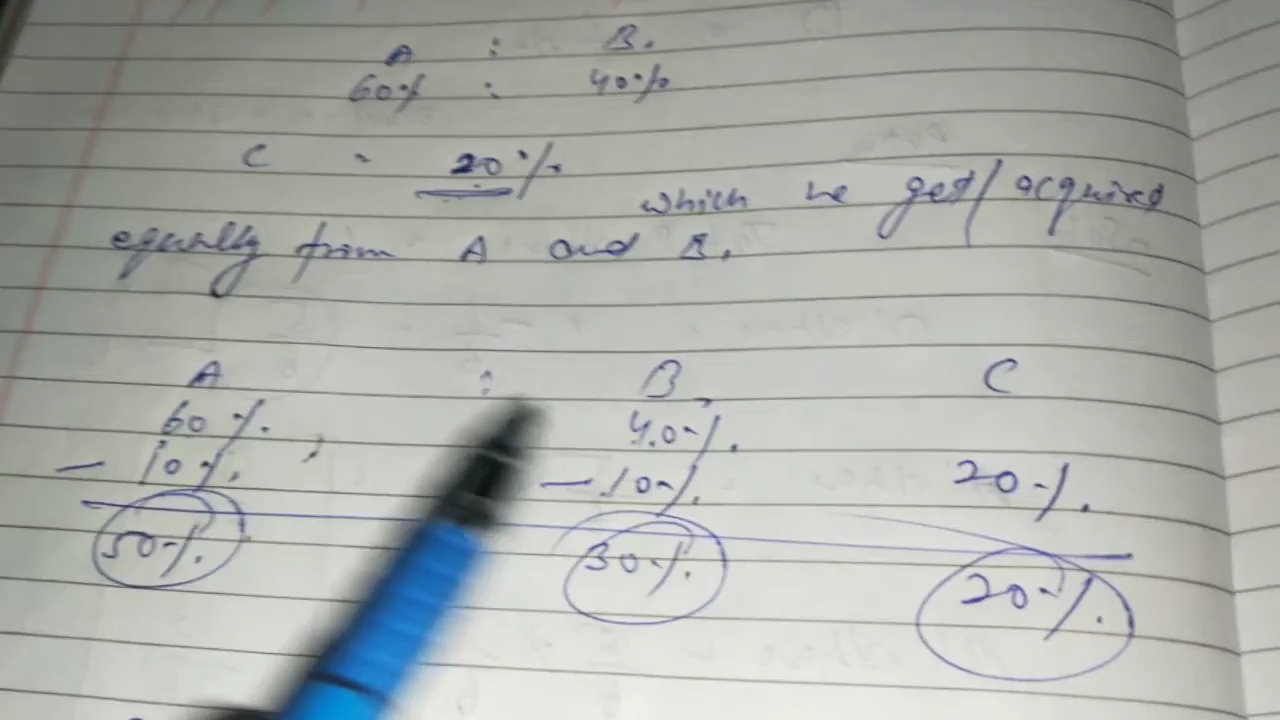 A : B.
60% : 40%
C = 20%
which he get/acquired
equally from A and B.
A : B, C
60%. , 40%.
- 10%. - 10%. 20%.
50%. 30%. 20%.